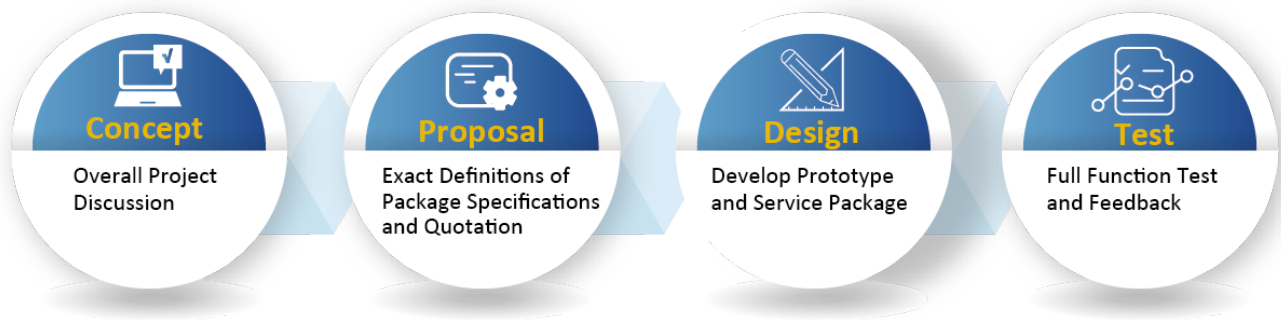 Concept
Overall Project
Discussion
Proposal
Exact Definitions of
Package Specifications
and Quotation
Design
Develop Prototype
and Service Package
Test
Full Function Test
and Feedback